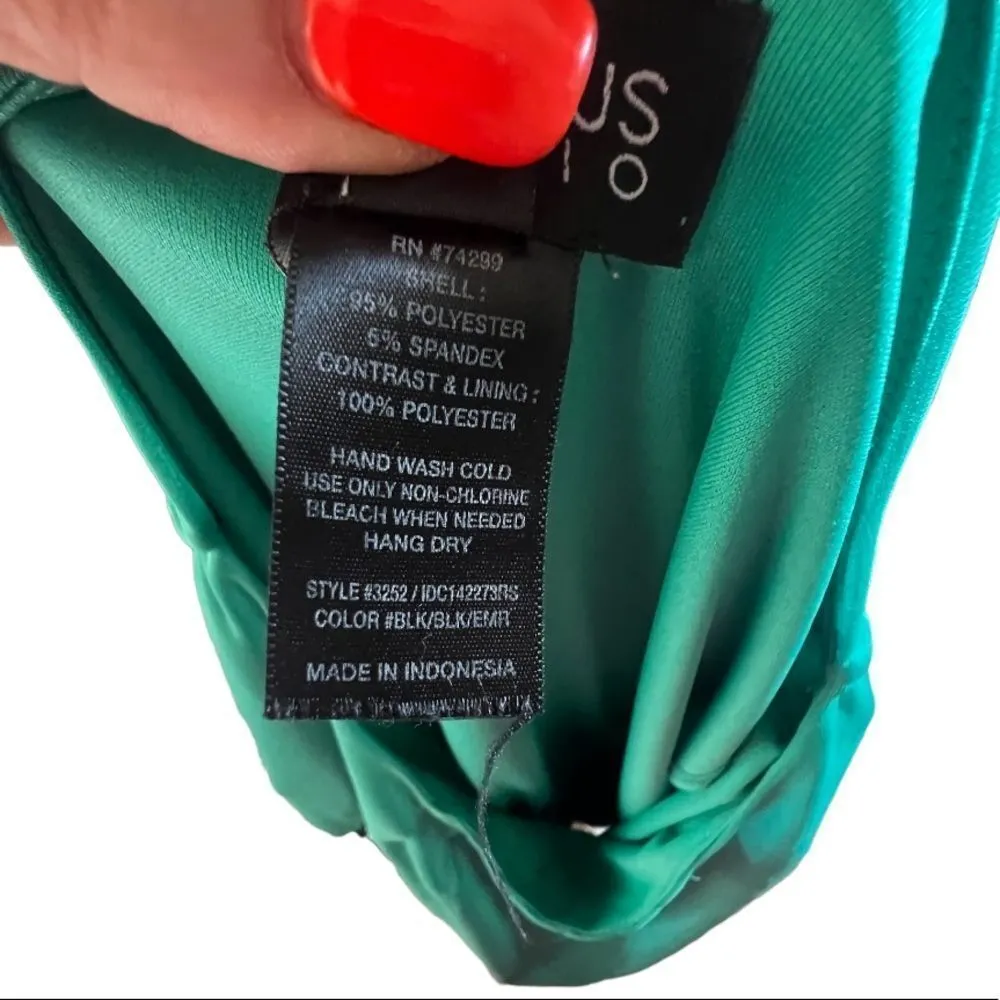 US
IO
RN #74299
SHELL:
95% POLYESTER
5% SPANDEX
CONTRAST & LINING:
100% POLYESTER
HAND WASH COLD
USE ONLY NON-CHLORINE
BLEACH WHEN NEEDED
HANG DRY
STYLE #3252 / IDC142273RS
COLOR #BLK/BLK/EMR
MADE IN INDONESIA